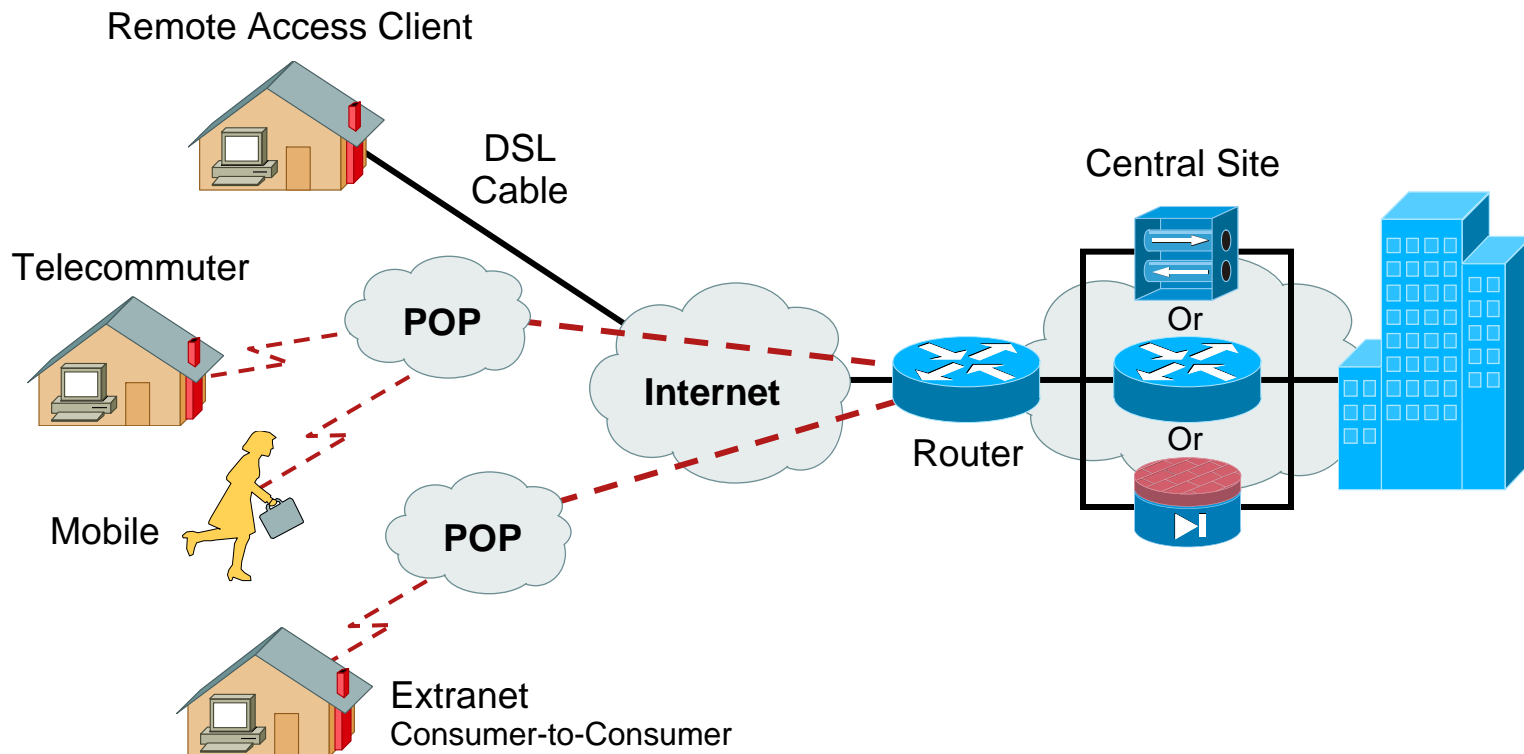 Remote Access Client
DSL
Cable
Central Site
Telecommuter
POP
Or
Internet
Router
Or
Mobile
POP
Extranet
Consumer-to-Consumer